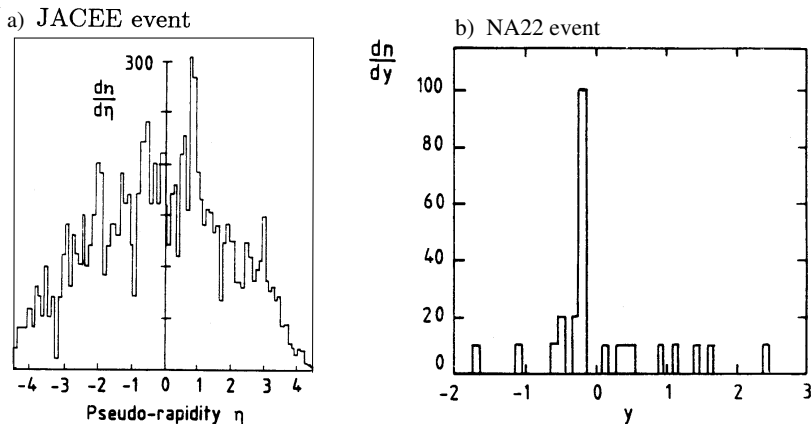 a) JACEE event
300
dn
dη
-4 -3 -2 -1 0 1 2 3 4
Pseudo-rapidity η
b) NA22 event
dn
dy
100
80
60
40
20
0
-2 -1 0 1 2 3
y